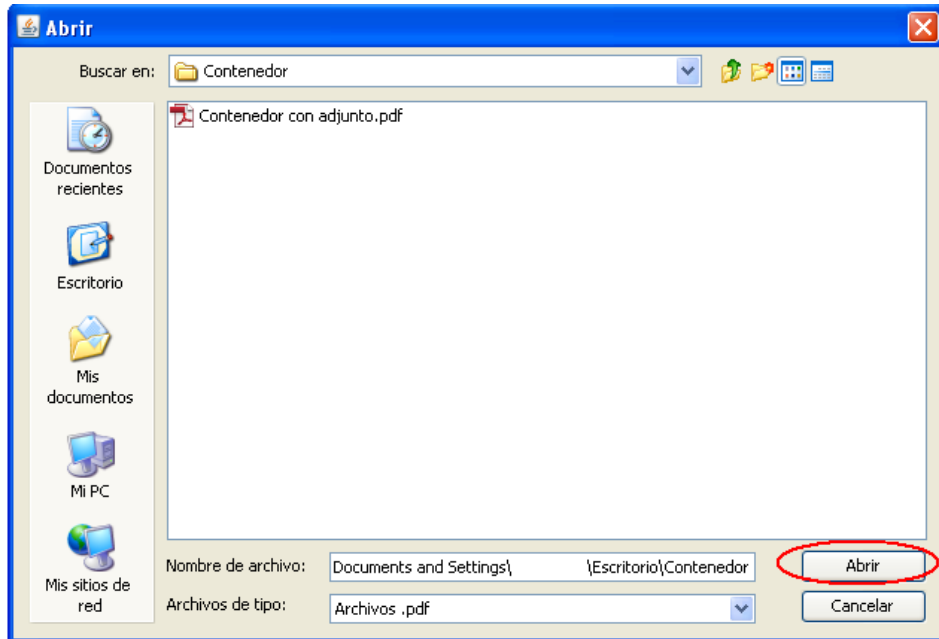 Abrir
Buscar en:
Contenedor
Contenedor con adjunto.pdf
Documentos
recientes
Escritorio
Mis
documentos
Mi PC
Mis sitios de
red
Nombre de archivo:
Documents and Settings\ \Escritorio\Contenedor
Abrir
Archivos de tipo:
Archivos .pdf
Cancelar